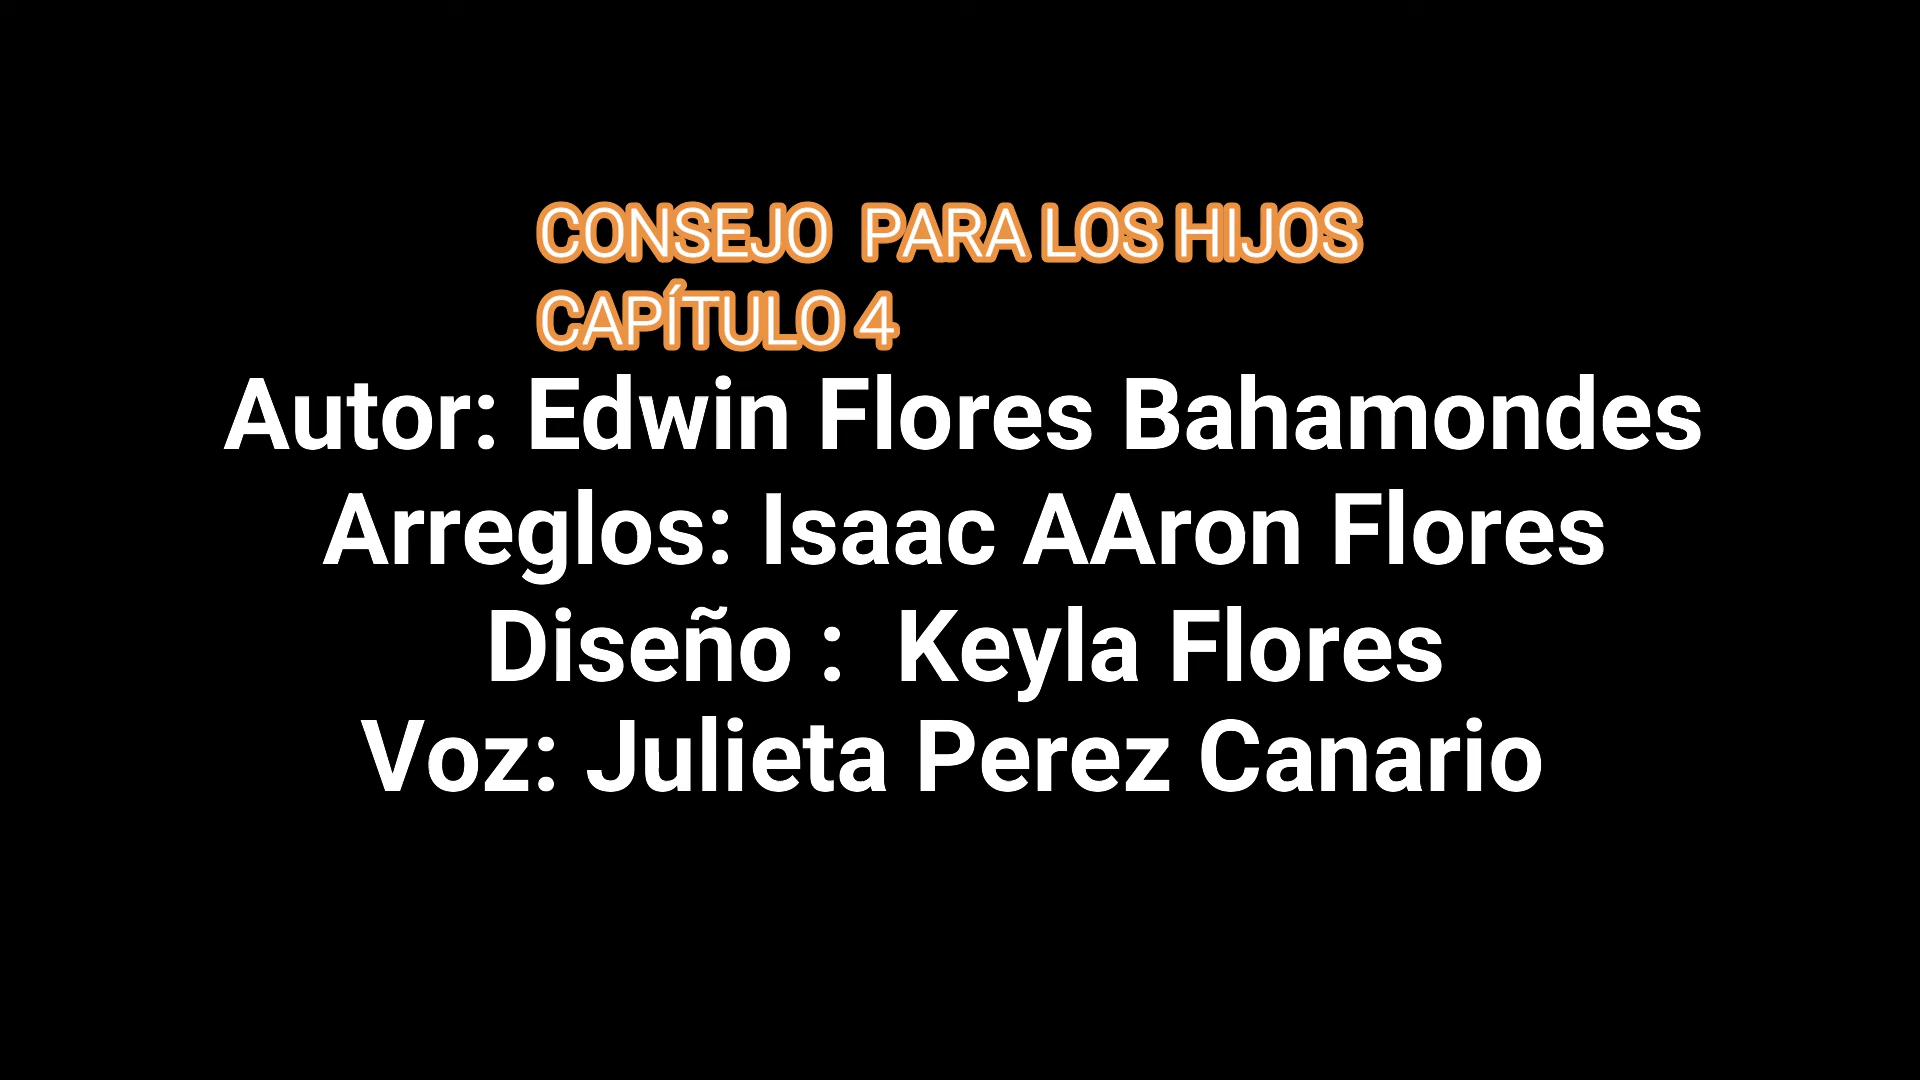 CONSEJO  PARA LOS HIJOS
CAPÍTULO 4
Autor: Edwin Flores Bahamondes
Arreglos: Isaac AAron Flores
Diseño :  Keyla Flores
Voz: Julieta Perez Canario